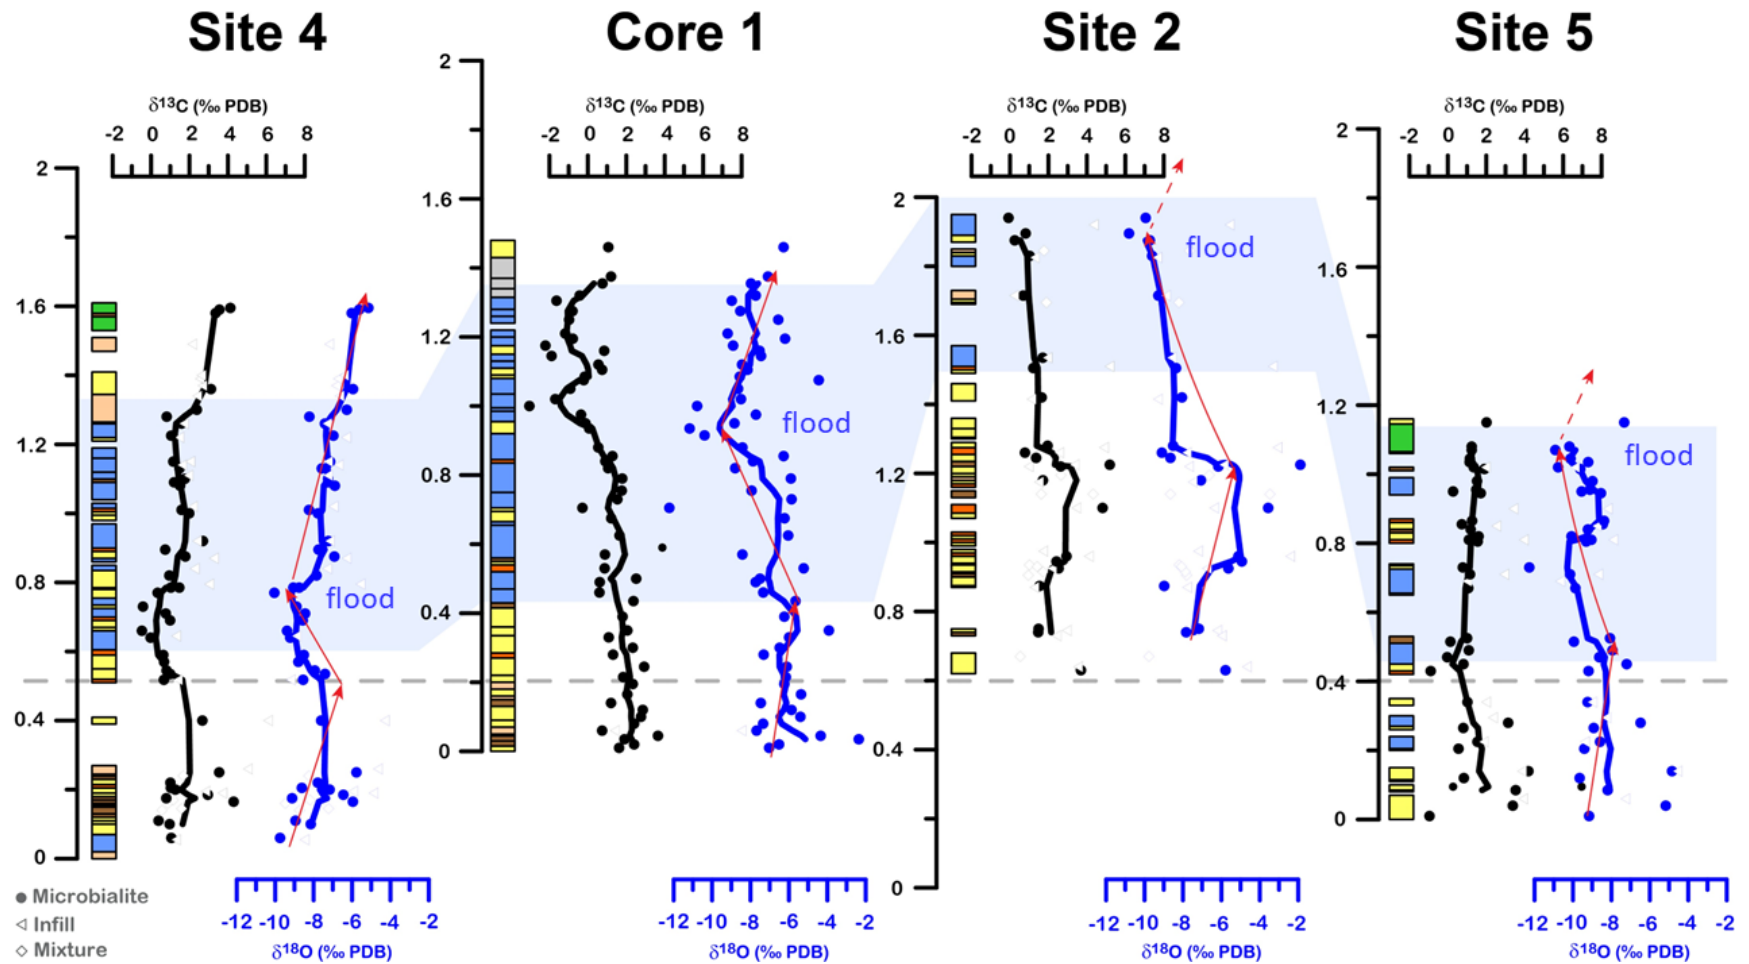 Site 4 Core 1 Site 2 Site 5
δ13C (‰ PDB) δ13C (‰ PDB) δ13C (‰ PDB) δ13C (‰ PDB)
-2 0 2 4 6 8
-2 0 2 4 6 8
-2 0 2 4 6 8
-2 0 2 4 6 8
2
1.6
1.2
0.8
0.4
0
flood
2
1.6
1.2
0.8
0.4
0
flood
2
1.6
1.2
0.8
0.4
0
flood
2
1.6
1.2
0.8
0.4
0
flood
Microbialite
Infill
Mixture
-12 -10 -8 -6 -4 -2
δ18O (‰ PDB)
-12 -10 -8 -6 -4 -2
δ18O (‰ PDB)
-12 -10 -8 -6 -4 -2
δ18O (‰ PDB)
-12 -10 -8 -6 -4 -2
δ18O (‰ PDB)